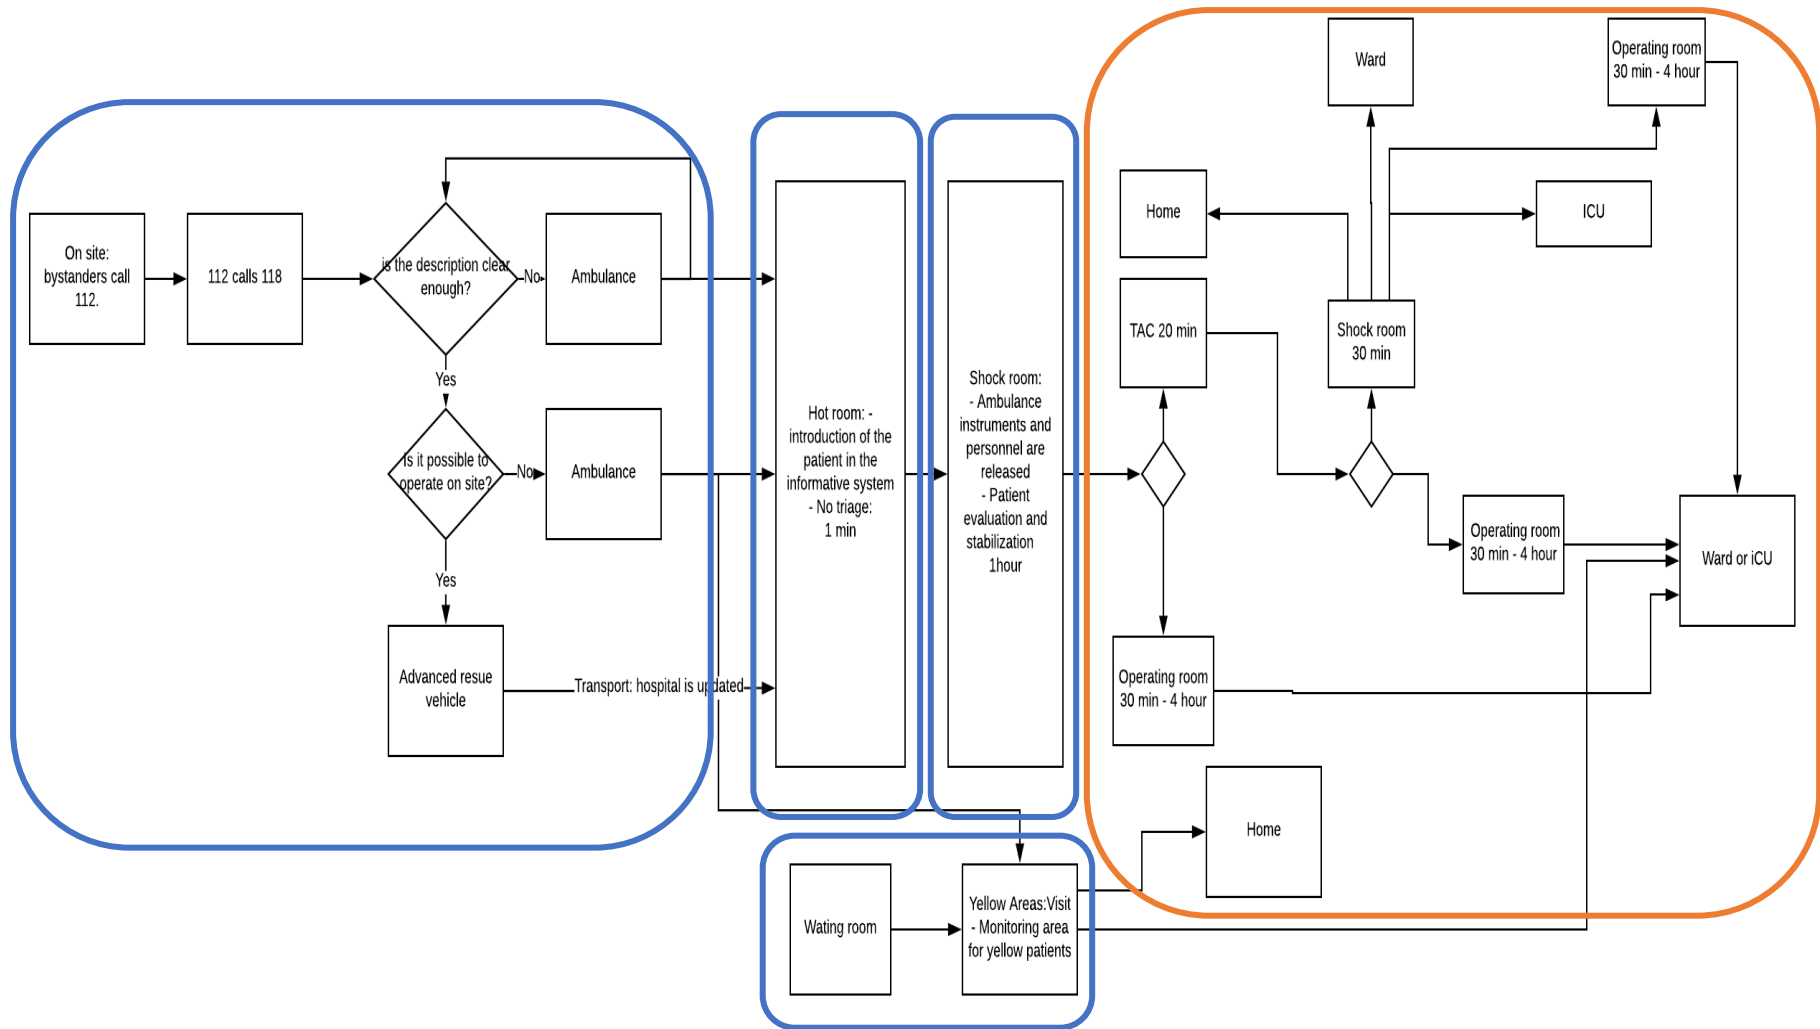 On site:
bystanders call
112.
112 calls 118
is the description clear
enough?
No
Ambulance
Yes
Is it possible to
operate on site?
No
Ambulance
Yes
Advanced resue
vehicle
Transport: hospital is updated
Hot room: -
introduction of the
patient in the
informative system
- No triage:
1 min
Shock room:
- Ambulance
instruments and
personnel are
released
- Patient
evaluation and
stabilization
1hour
Wating room
Yellow Areas:Visit
- Monitoring area
for yellow patients
Ward
Operating room
30 min - 4 hour
Home
ICU
TAC 20 min
Shock room
30 min
Operating room
30 min - 4 hour
Ward or iCU
Operating room
30 min - 4 hour
Home